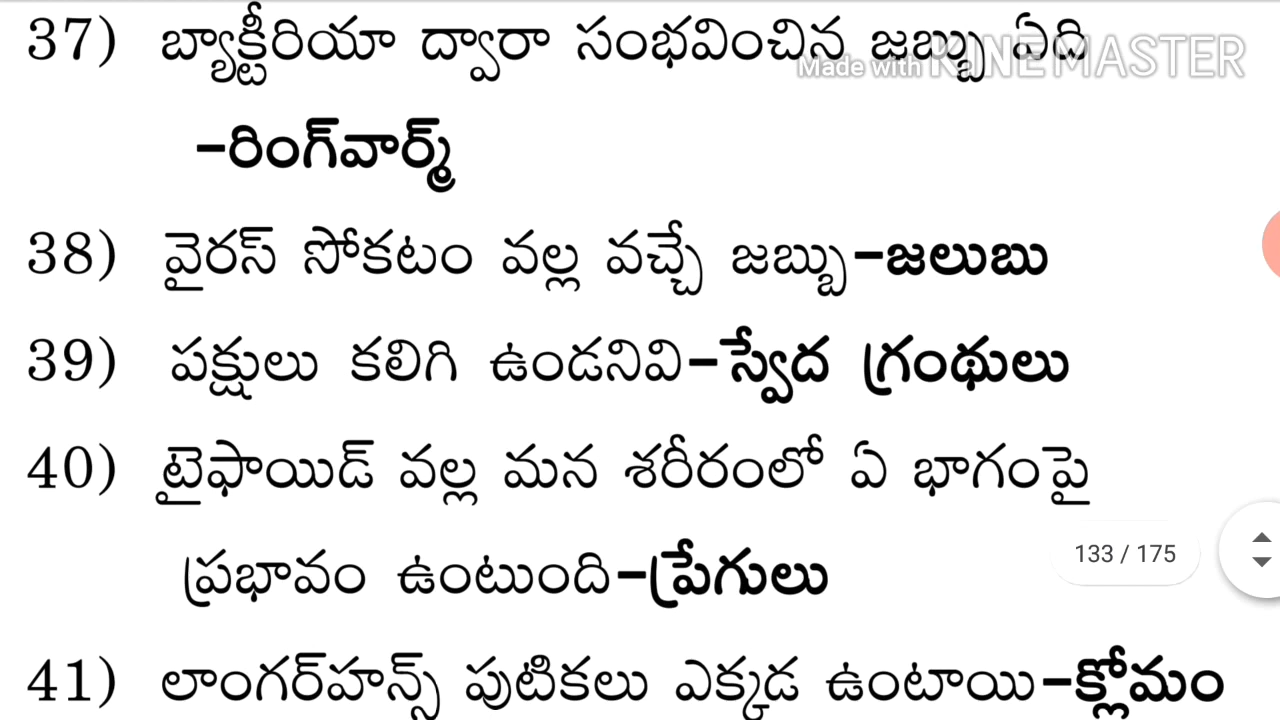 37) బ్యాక్టీరియా ద్వారా సంభవించిన జబ్బు ఏది
Made with KINEMASTER
-రింగ్‌వార్మ్
38) వైరస్ సోకటం వల్ల వచ్చే జబ్బు-జలుబు
39) పక్షులు కలిగి ఉండనివి-స్వేద గ్రంథులు
40) టైఫాయిడ్ వల్ల మన శరీరంలో ఏ భాగంపై
ప్రభావం ఉంటుంది-ప్రేగులు
133 / 175
41) లాంగర్‌హన్స్ పుటికలు ఎక్కడ ఉంటాయి-క్లోమం